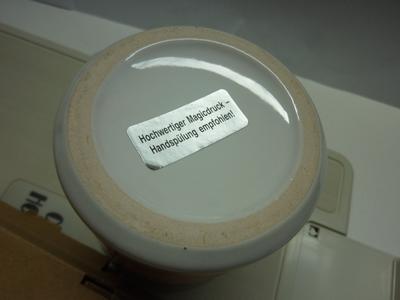 Hochwertiger Magicdruck –
Handspülung empfohlen!